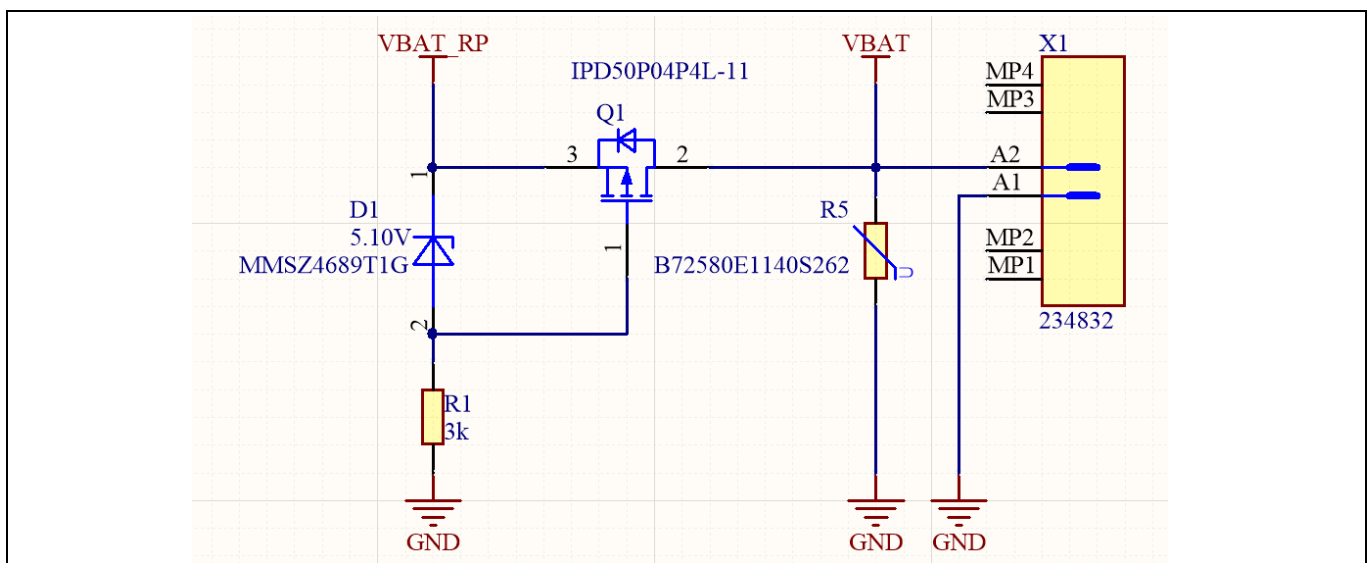 VBAT_RP
VBAT
X1
IPD50P04P4L-11
MP4
MP3
Q1
3
2
A2
A1
1
D1
5.10V
MMSZ4689T1G
R5
B72580E1140S262
U
1
MP2
MP1
234832
2
R1
3k
GND
GND
GND